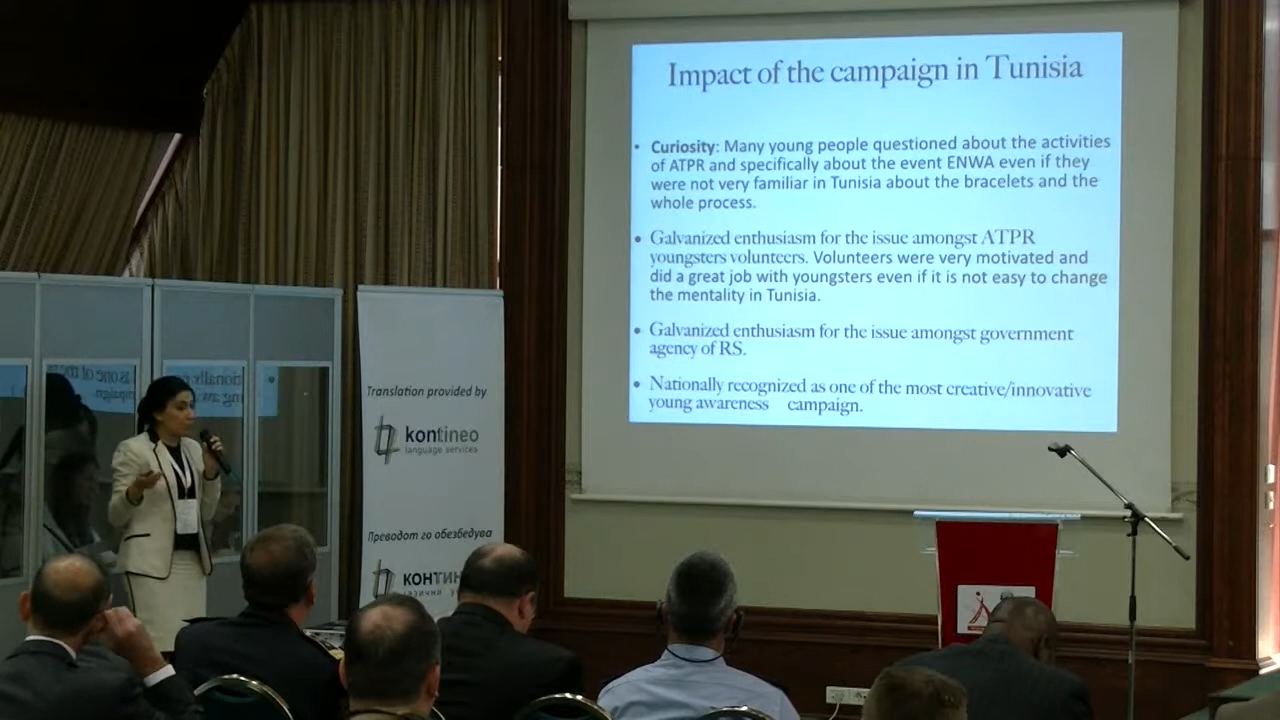 Impact of the campaign in Tunisia
• Curiosity: Many young people questioned about the activities
of ATPR and specifically about the event ENWA even if they
were not very familiar in Tunisia about the bracelets and the
whole process.
• Galvanized enthusiasm for the issue amongst ATPR
youngsters volunteers. Volunteers were very motivated and
did a great job with youngsters even if it is not easy to change
the mentality in Tunisia.
• Galvanized enthusiasm for the issue amongst government
agency of RS.
• Nationally recognized as one of the most creative/innovative
young awareness campaign.
Translation provided by
kontineo
language services
Преводот го обезбедува